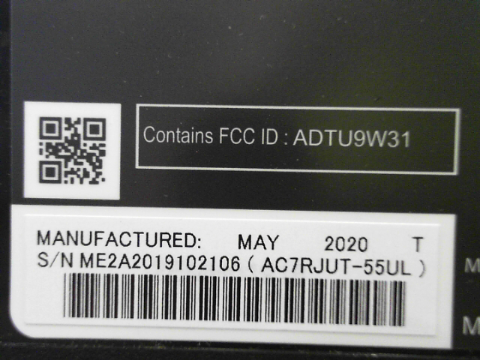 Contains FCC ID : ADTU9W31
MANUFACTURED: MAY 2020 T
S/N ME2A2019102106 ( AC7RJUT-55UL )
M
M